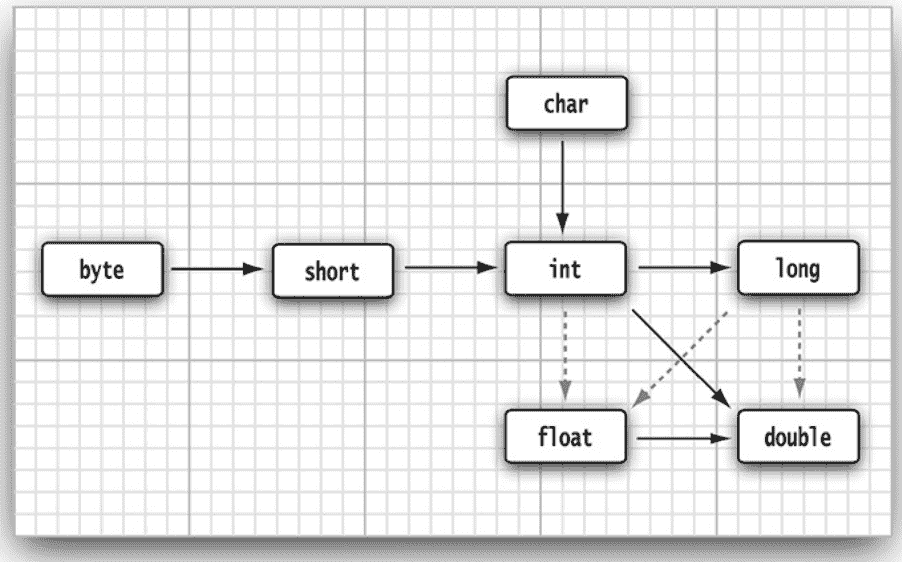 char
byte
short
int
long
float
double